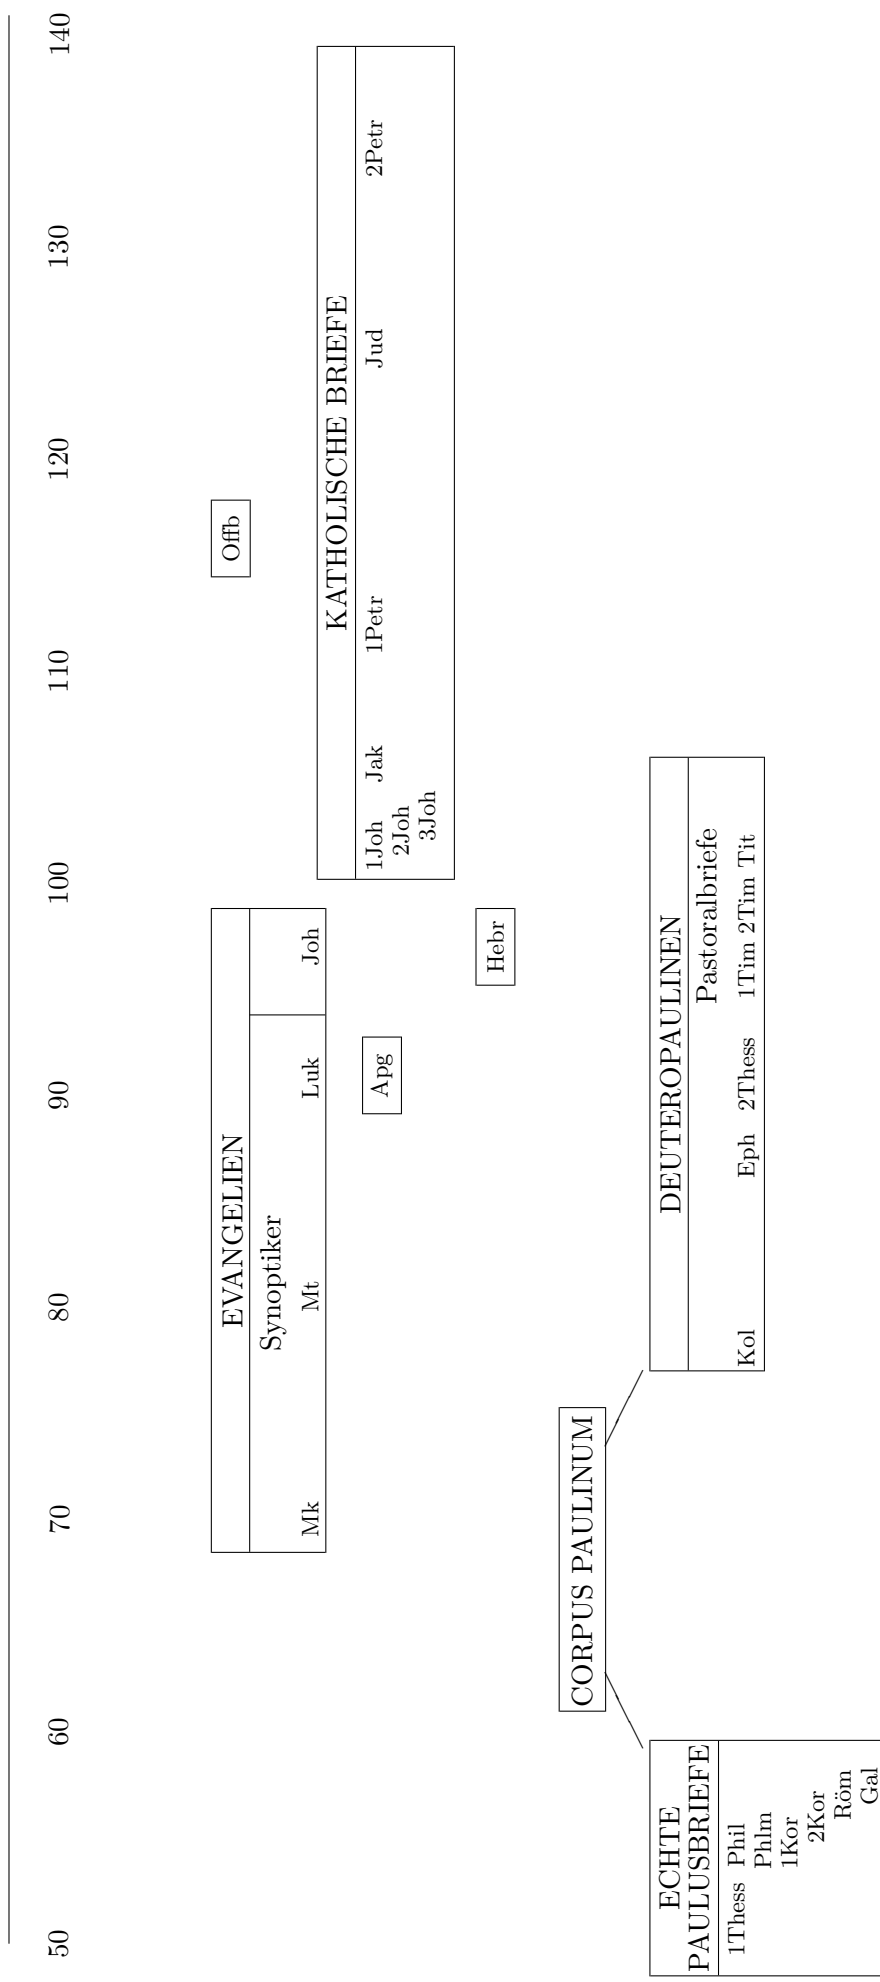 50 60 70 80 90 100 110 120 130 140
EVANGELIEN
Synoptiker
Mk Mt Luk Joh
Offb
KATHOLISCHE BRIEFE
1Joh Jak 1Petr Jud 2Petr
2Joh
3Joh
Apg
Hebr
CORPUS PAULINUM
ECHTE
PAULUSBRIEFE
1Thess Phil
Phlm
1Kor
2Kor
Röm
Gal
DEUTEROPAULINEN
Pastoralbriefe
Kol Eph 2Thess 1Tim 2Tim Tit